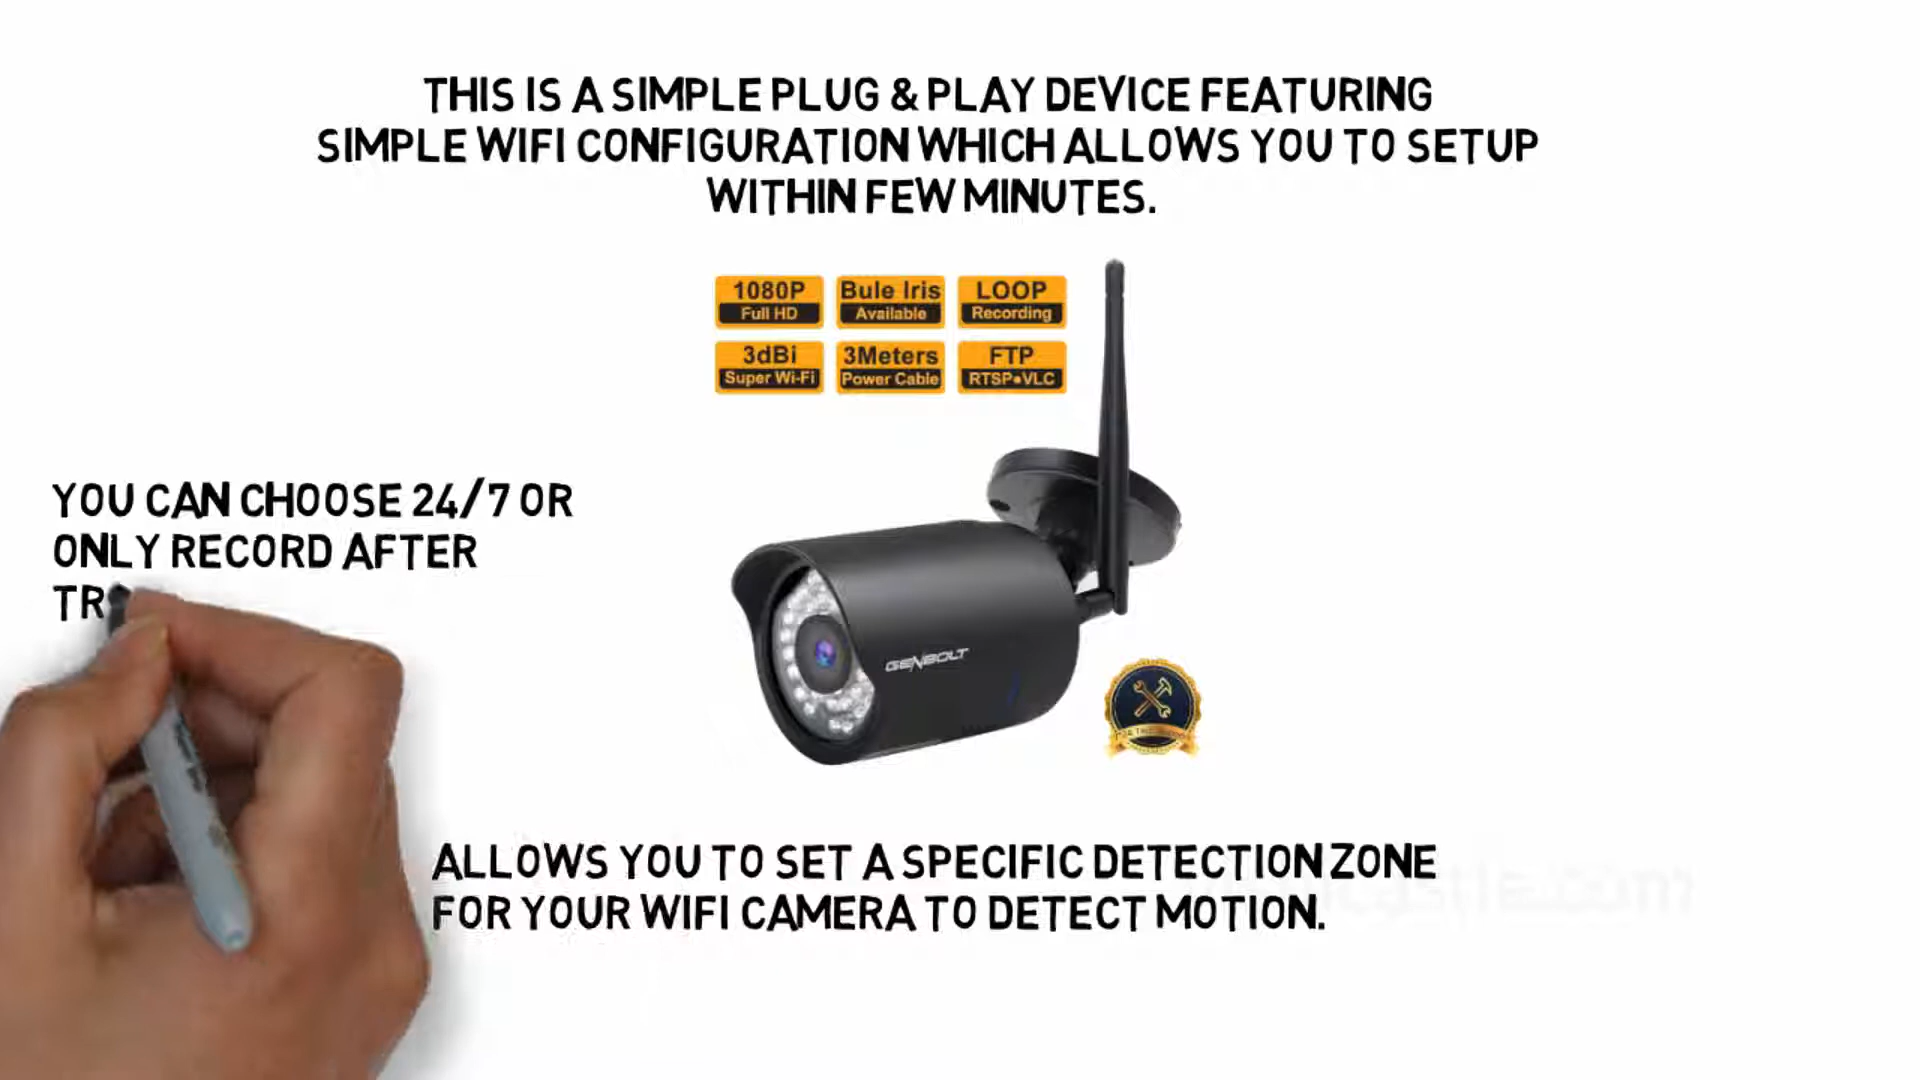 THIS IS A SIMPLE PLUG & PLAY DEVICE FEATURING
SIMPLE WIFI CONFIGURATION WHICH ALLOWS YOU TO SETUP
WITHIN FEW MINUTES.
1080P
Full HD
Bule Iris
Available
LOOP
Recording
3dBi
Super Wi-Fi
3Meters
Power Cable
FTP
RTSP•VLC
YOU CAN CHOOSE 24/7 OR
ONLY RECORD AFTER
TR
GENBOLT
ALLOWS YOU TO SET A SPECIFIC DETECTION ZONE
FOR YOUR WIFI CAMERA TO DETECT MOTION.